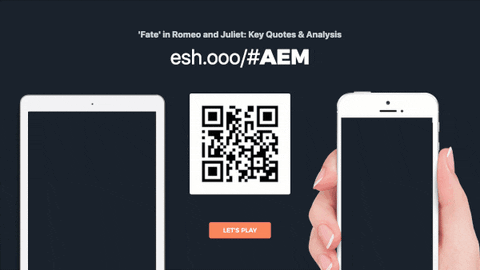 'Fate' in Romeo and Juliet: Key Quotes & Analysis
esh.ooo/#AEM
LET'S PLAY